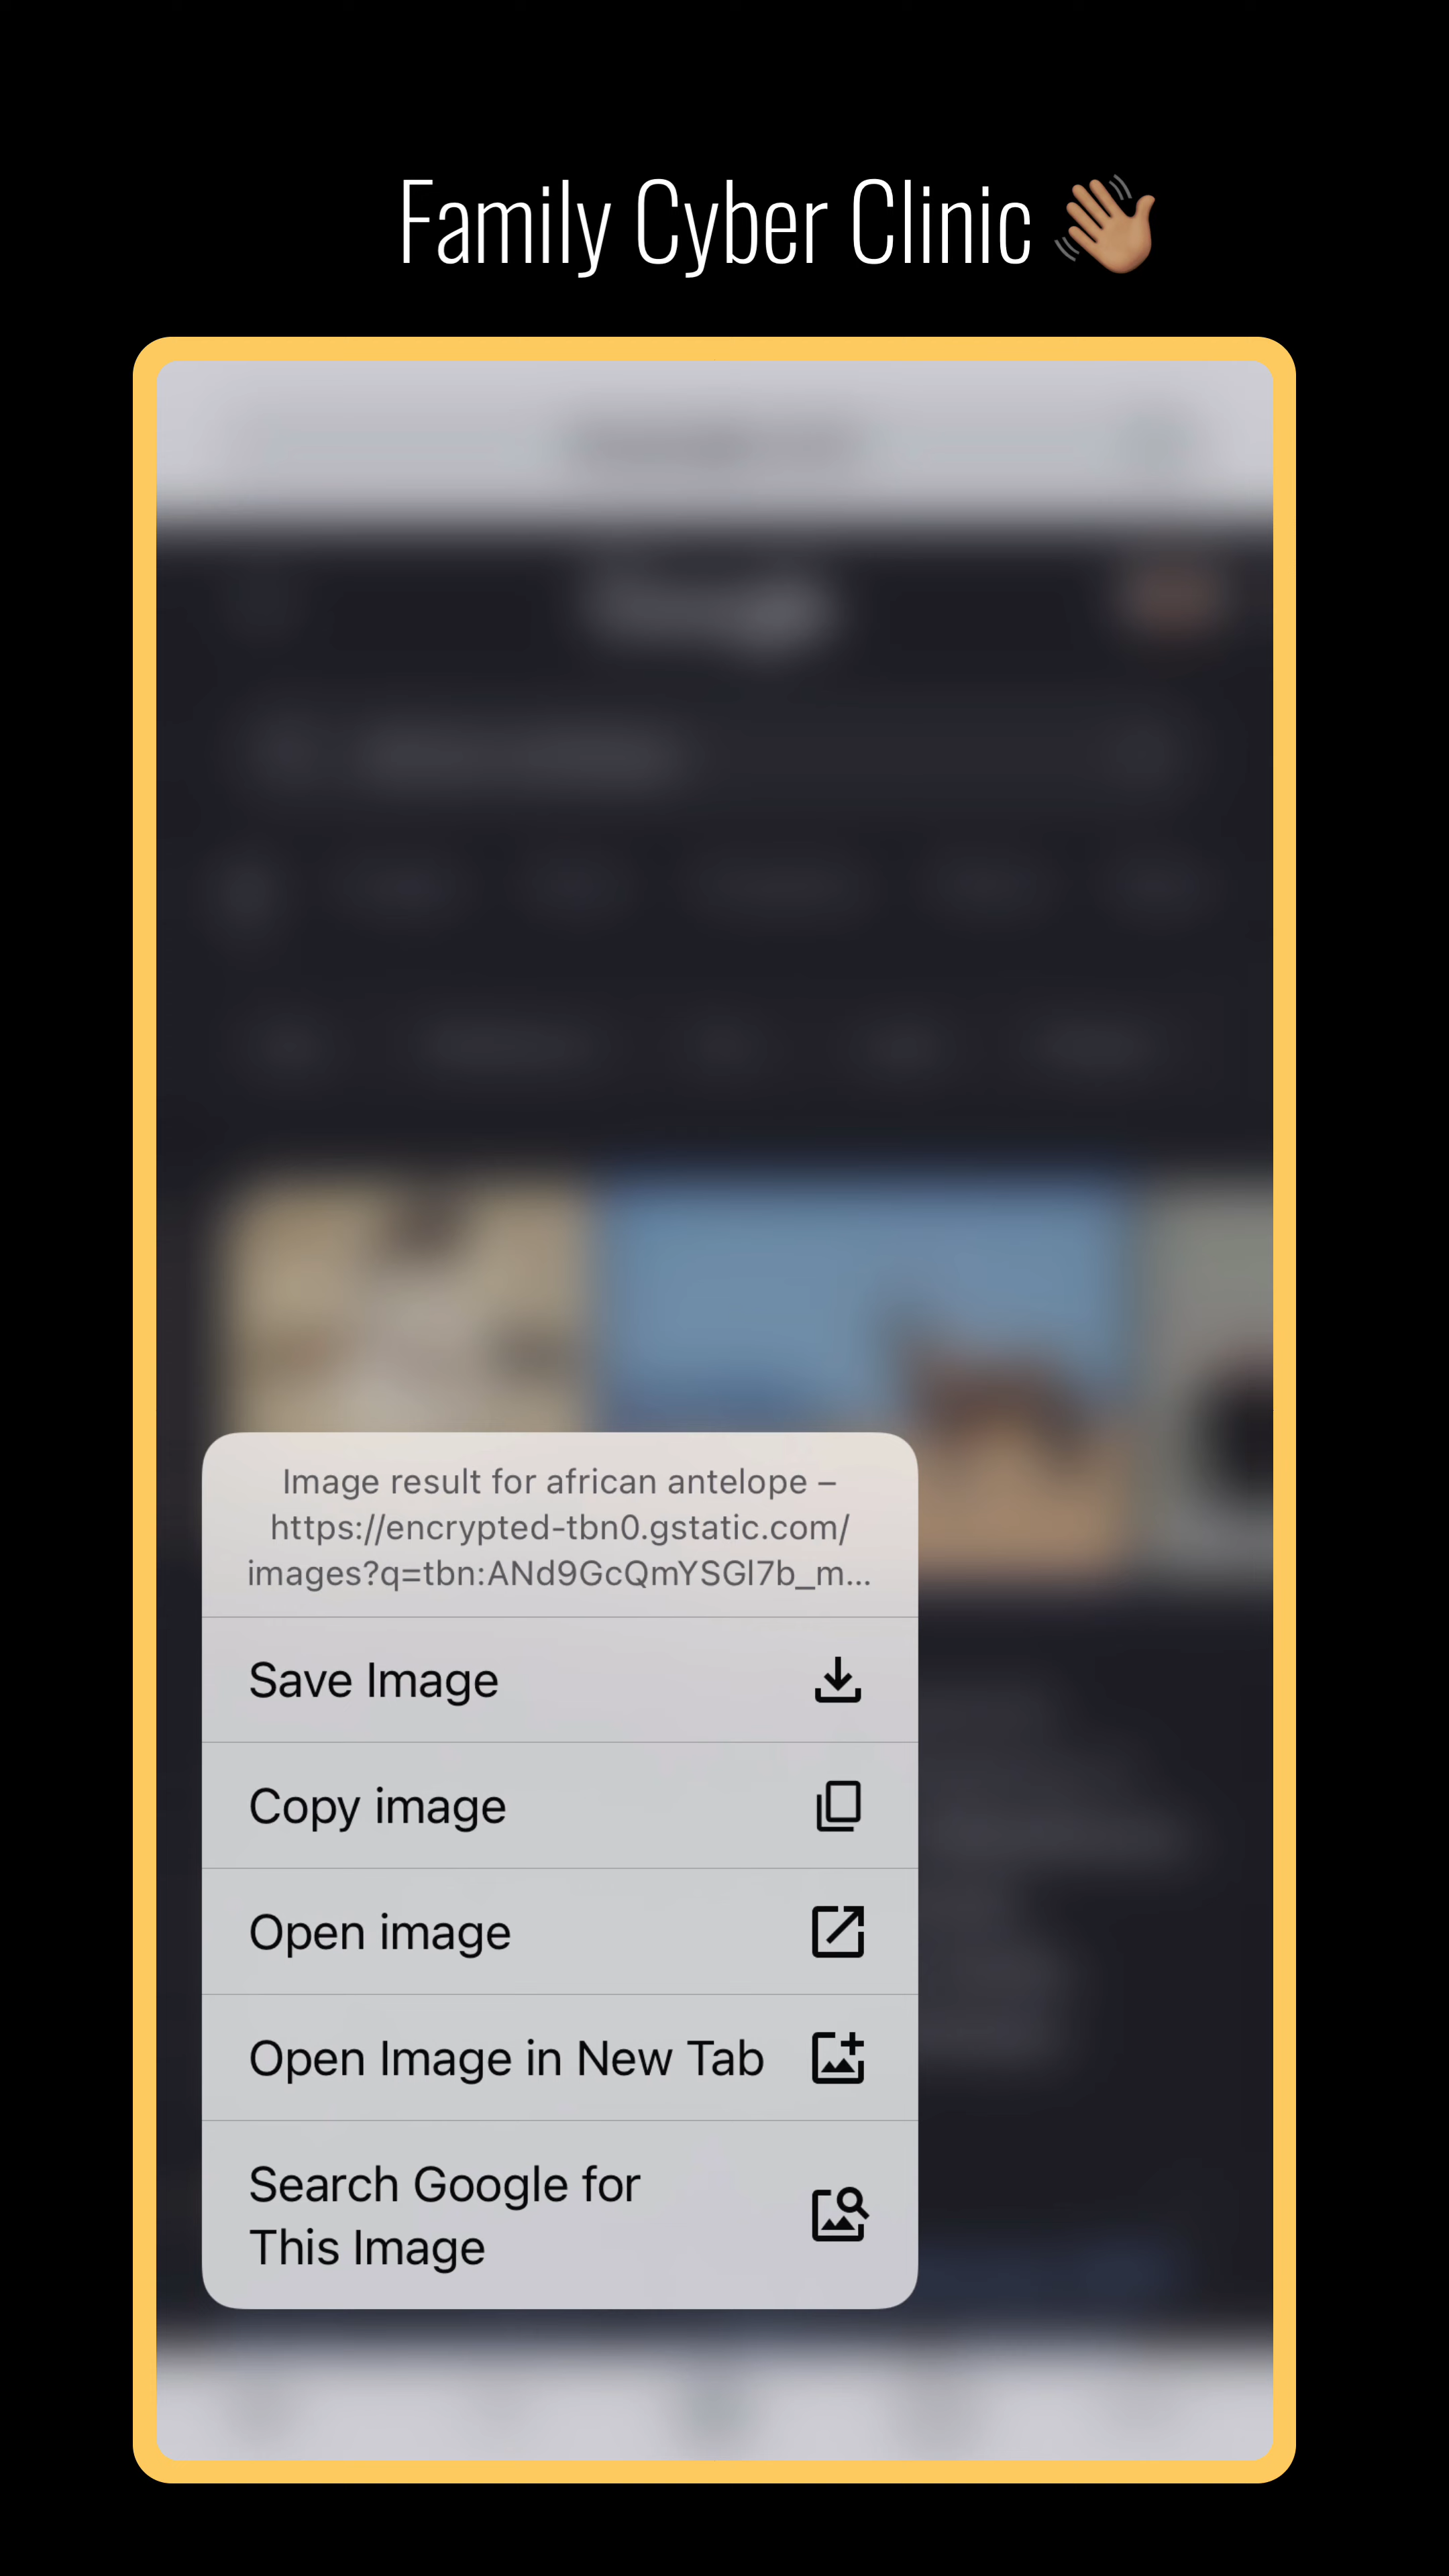 Family Cyber Clinic 👋🏽
Image result for african antelope –
https://encrypted-tbn0.gstatic.com/
images?q=tbn:ANd9GcQmYSGl7b_m...
Save Image
Copy image
Open image
Open Image in New Tab
Search Google for
This Image